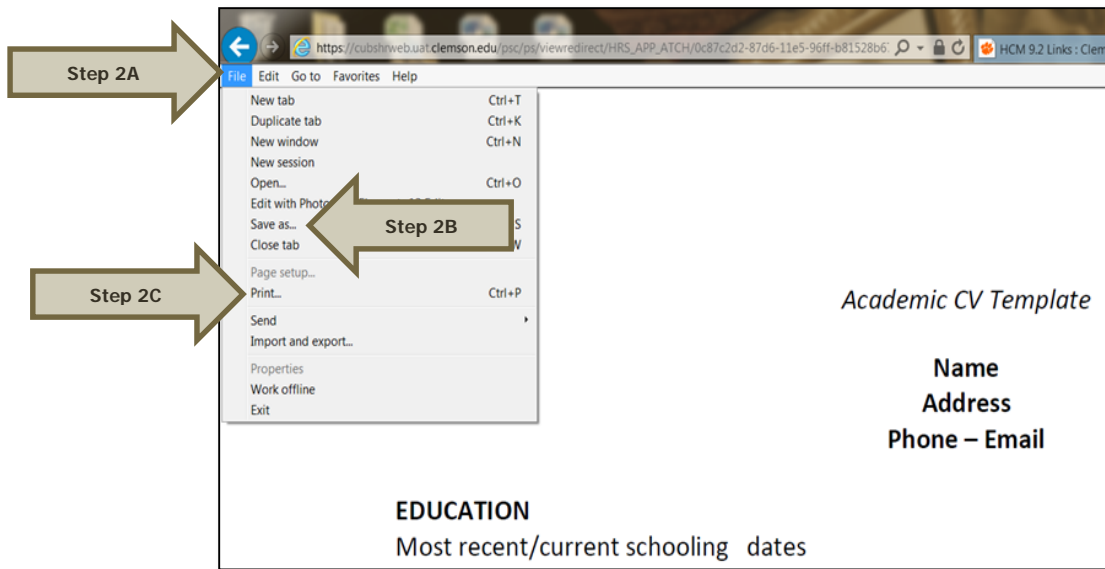 https://cubshrweb.uat.clemson.edu/psc/ps/viewredirect/HRS_APP_ATCH/0c87c2d2-87d6-11e5-96ff-b81528b6 HCM 9.2 Links : Clem
Step 2A
File Edit Go to Favorites Help
New tab Ctrl+T
Duplicate tab Ctrl+K
New window Ctrl+N
New session
Open... Ctrl+O
Edit with
Save as... S
Step 2B
Close tab W
Page setup...
Step 2C
Print... Ctrl+P
Send
Import and export...
Properties
Work offline
Exit
Academic CV Template
Name
Address
Phone – Email
EDUCATION
Most recent/current schooling dates